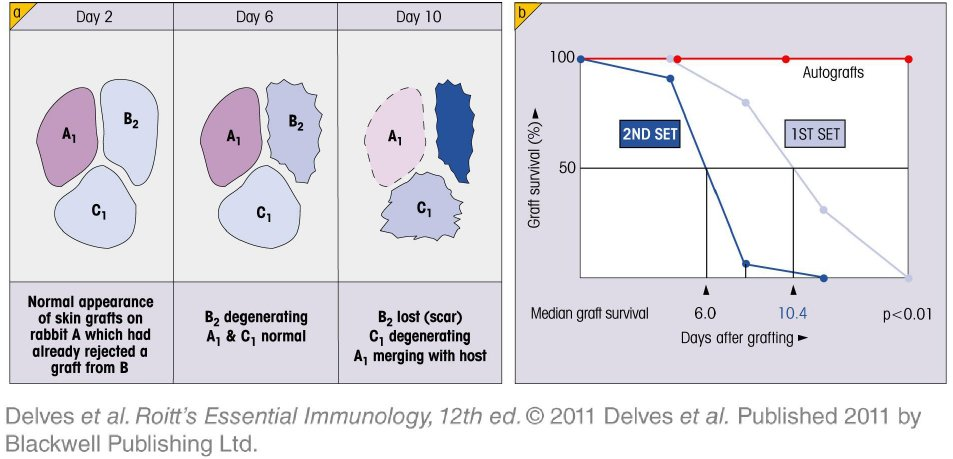 a
Day 2
Day 6
Day 10
A1
B2
C1
A1
B2
C1
A1
C1
Normal appearance
of skin grafts on
rabbit A which had
already rejected a
graft from B
B2 degenerating
A1 & C1 normal
B2 lost (scar)
C1 degenerating
A1 merging with host
b
100
50
Graft survival (%) ►
Autografts
2ND SET
1ST SET
Median graft survival
6.0
10.4
p<0.01
Days after grafting ►
Delves et al. Roitt's Essential Immunology, 12th ed. © 2011 Delves et al. Published 2011 by
Blackwell Publishing Ltd.